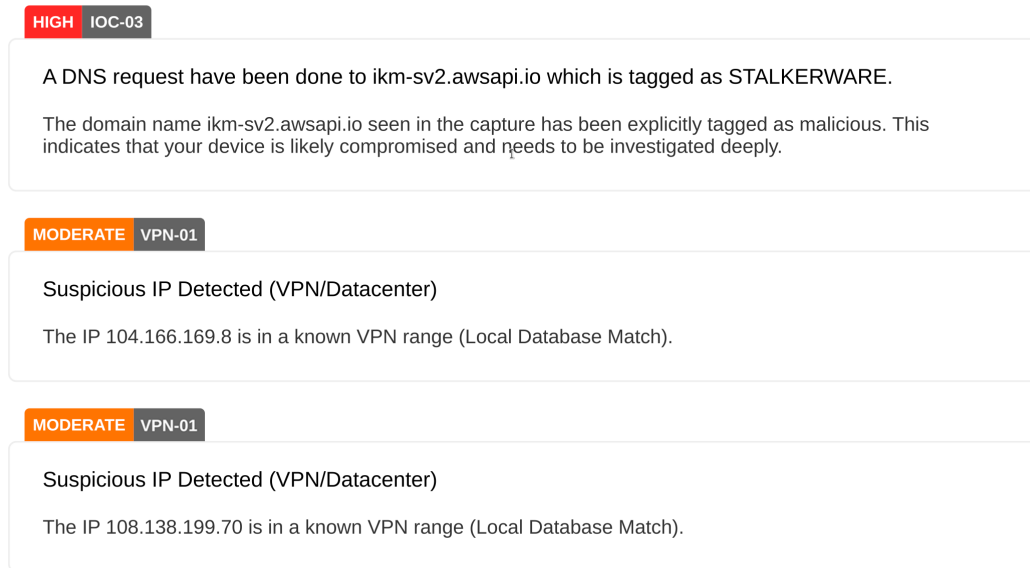 HIGH IOC-03
A DNS request have been done to ikm-sv2.awsapi.io which is tagged as STALKERWARE.
The domain name ikm-sv2.awsapi.io seen in the capture has been explicitly tagged as malicious. This
indicates that your device is likely compromised and needs to be investigated deeply.
MODERATE VPN-01
Suspicious IP Detected (VPN/Datacenter)
The IP 104.166.169.8 is in a known VPN range (Local Database Match).
MODERATE VPN-01
Suspicious IP Detected (VPN/Datacenter)
The IP 108.138.199.70 is in a known VPN range (Local Database Match).